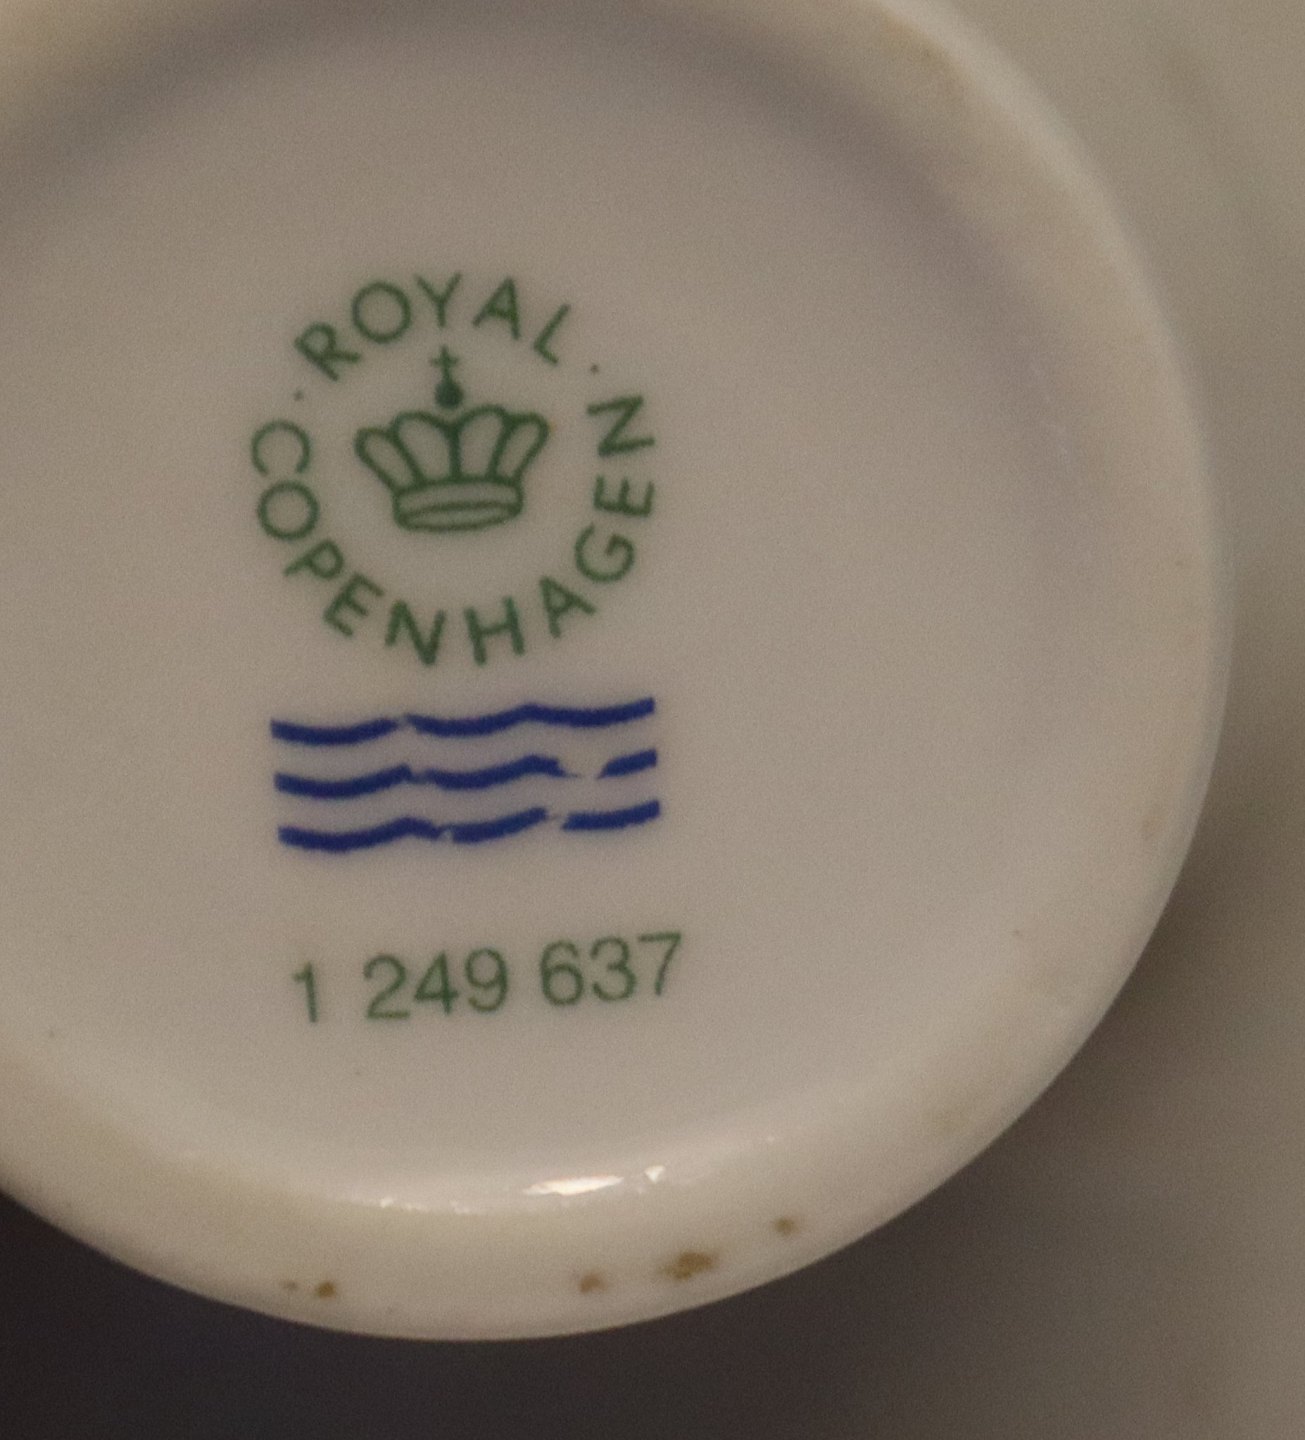 · ROYAL ·
COPENHAGEN
1 249 637